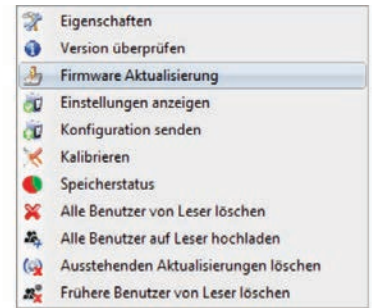 Eigenschaften
Version überprüfen
Firmware Aktualisierung
Einstellungen anzeigen
Konfiguration senden
Kalibrieren
Speicherstatus
Alle Benutzer von Leser löschen
Alle Benutzer auf Leser hochladen
Ausstehenden Aktualisierungen löschen
Frühere Benutzer von Leser löschen